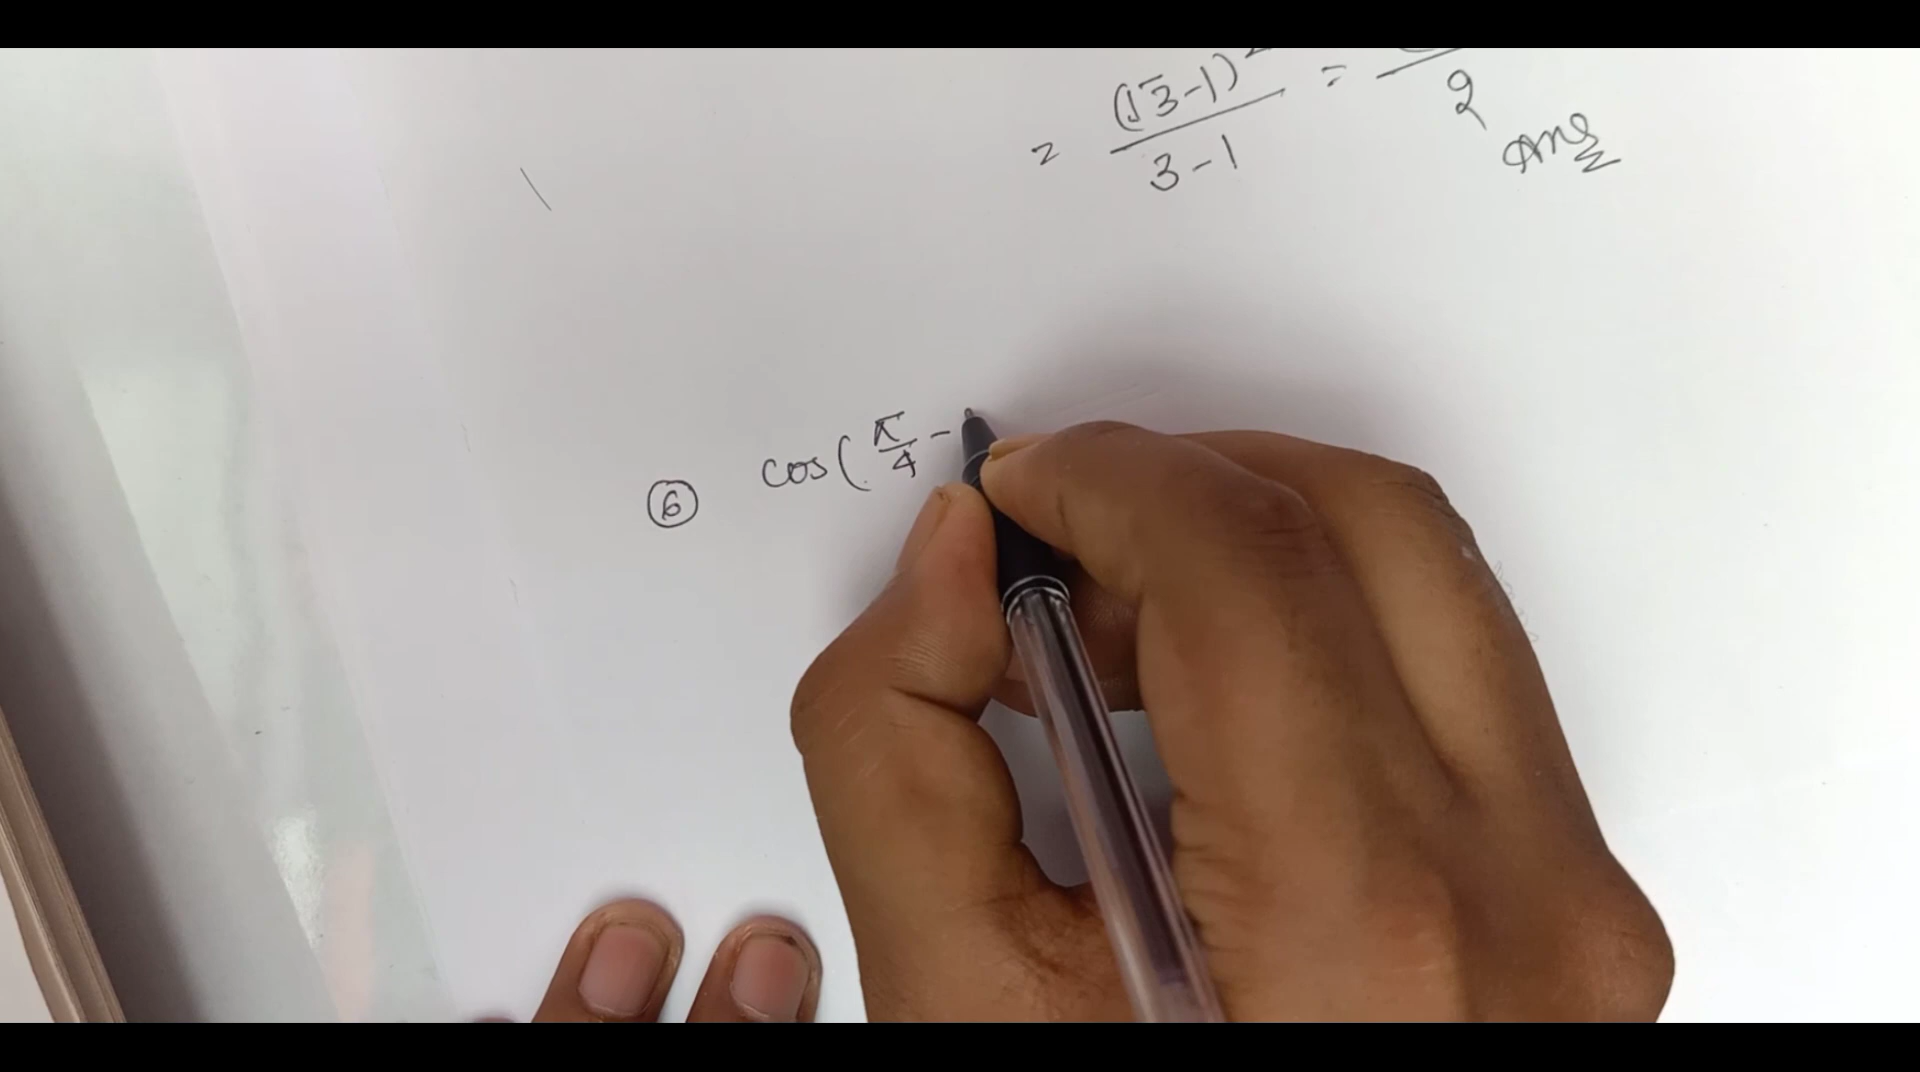 = (√3-1)² / 3-1 = / 2
Ans
⑥ cos(π/4 -